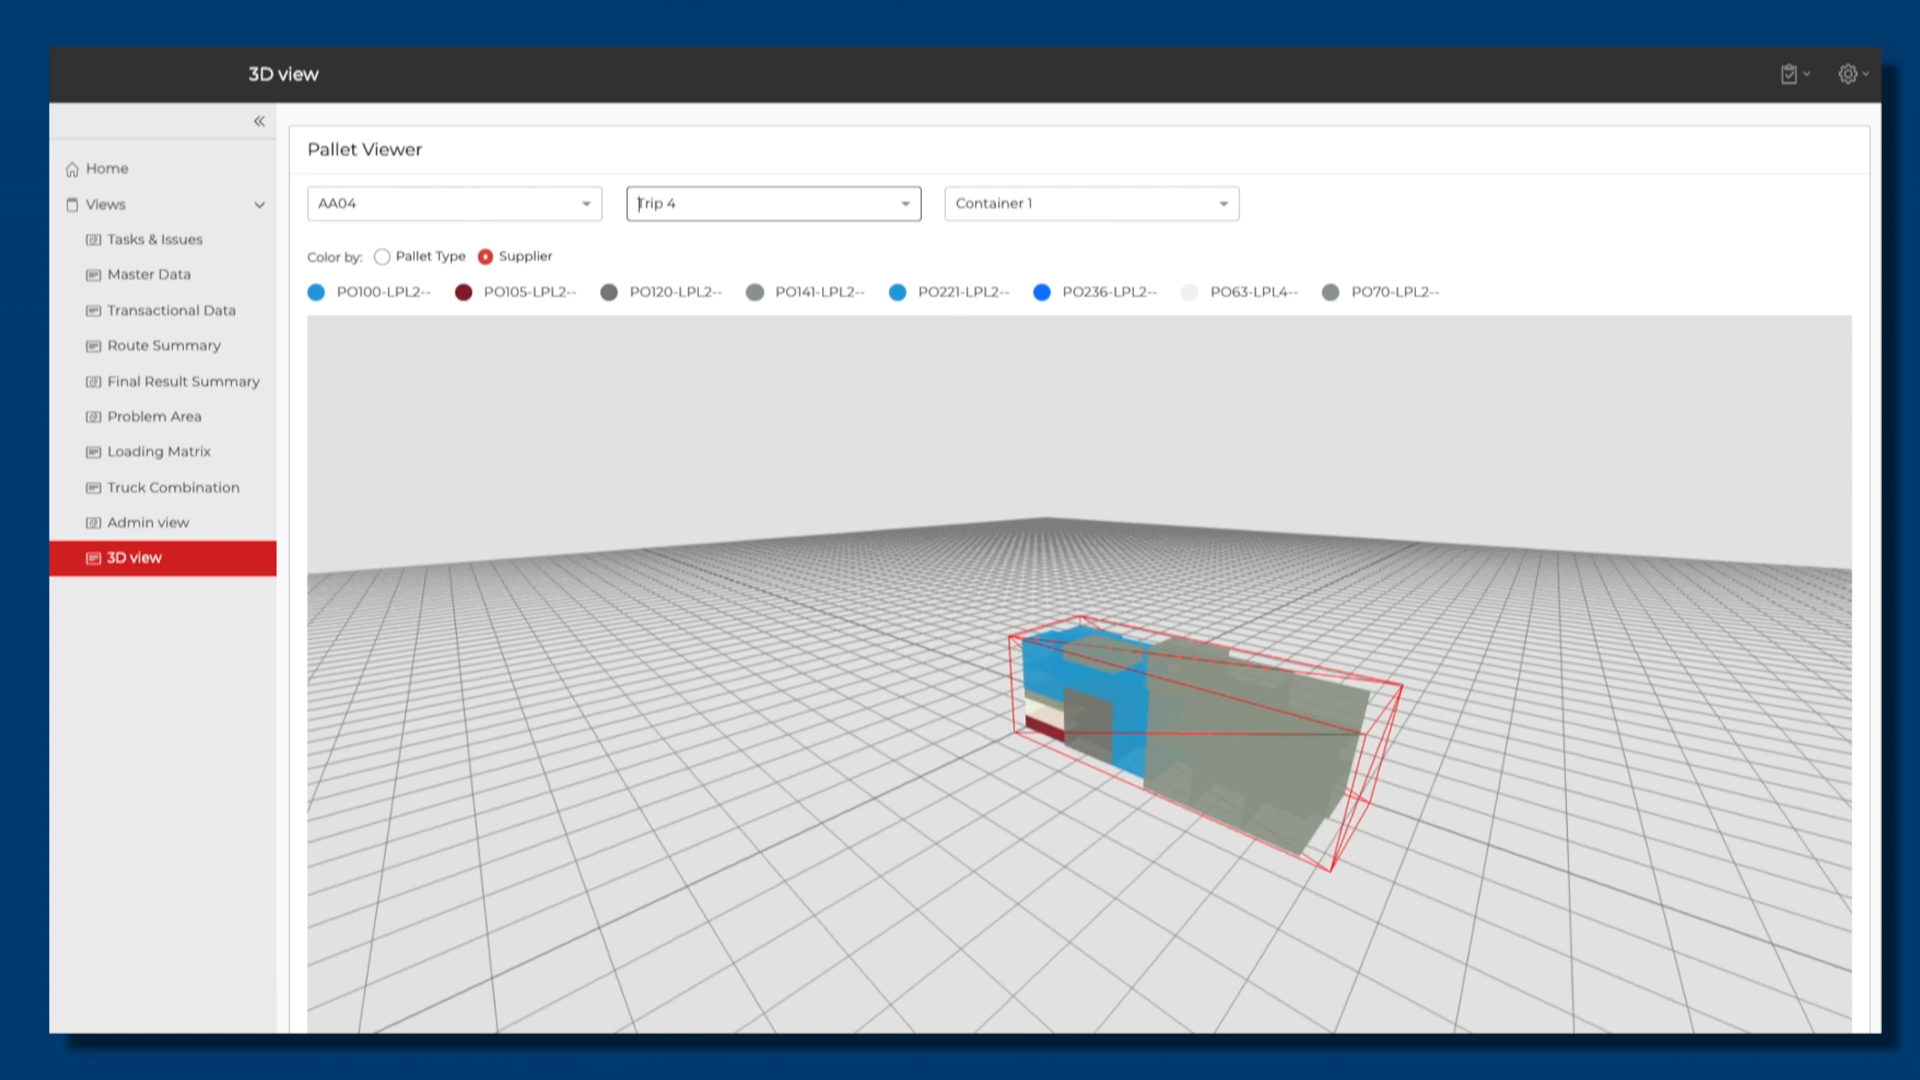 3D view
Home
Views
Tasks & Issues
Master Data
Transactional Data
Route Summary
Final Result Summary
Problem Area
Loading Matrix
Truck Combination
Admin view
3D view
Pallet Viewer
AA04 Trip 4 Container 1
Color by: Pallet Type Supplier
PO100-LPL2-- PO105-LPL2-- PO120-LPL2-- PO141-LPL2-- PO221-LPL2-- PO236-LPL2-- PO63-LPL4-- PO70-LPL2--